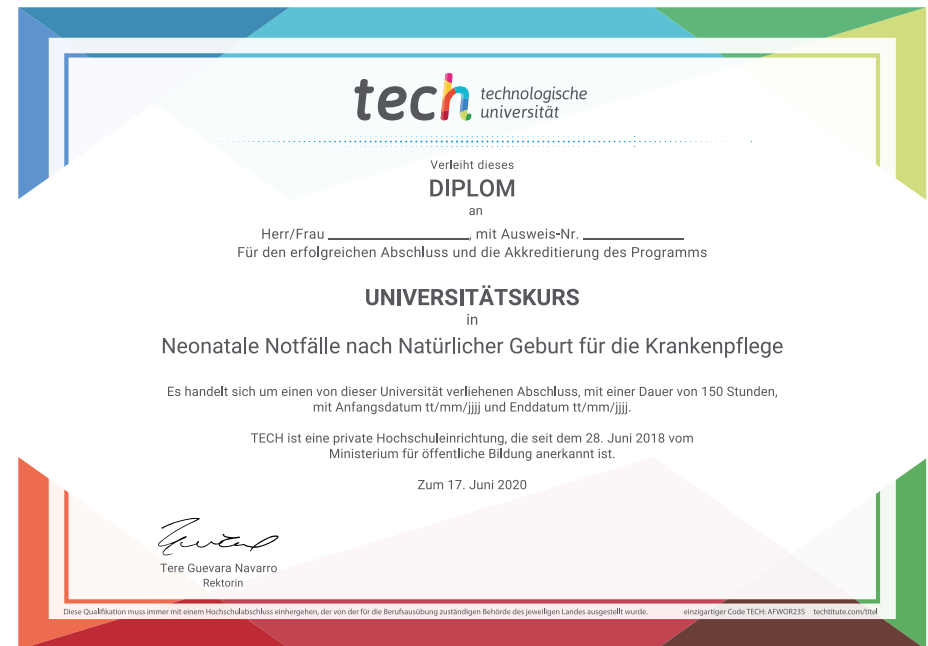 tech technologische
universität
Verleiht dieses
DIPLOM
an
Herr/Frau ____________________, mit Ausweis-Nr. ______________
Für den erfolgreichen Abschluss und die Akkreditierung des Programms
UNIVERSITÄTSKURS
in
Neonatale Notfälle nach Natürlicher Geburt für die Krankenpflege
Es handelt sich um einen von dieser Universität verliehenen Abschluss, mit einer Dauer von 150 Stunden,
mit Anfangsdatum tt/mm/jjjj und Enddatum tt/mm/jjjj.
TECH ist eine private Hochschuleinrichtung, die seit dem 28. Juni 2018 vom
Ministerium für öffentliche Bildung anerkannt ist.
Zum 17. Juni 2020
Tere Guevara Navarro
Rektorin
Diese Qualifikation muss immer mit einem Hochschulabschluss einhergehen, der von der für die Berufsausübung zuständigen Behörde des jeweiligen Landes ausgestellt wurde. einzigartiger Code TECH: AFWOR235 techtitute.com/titel